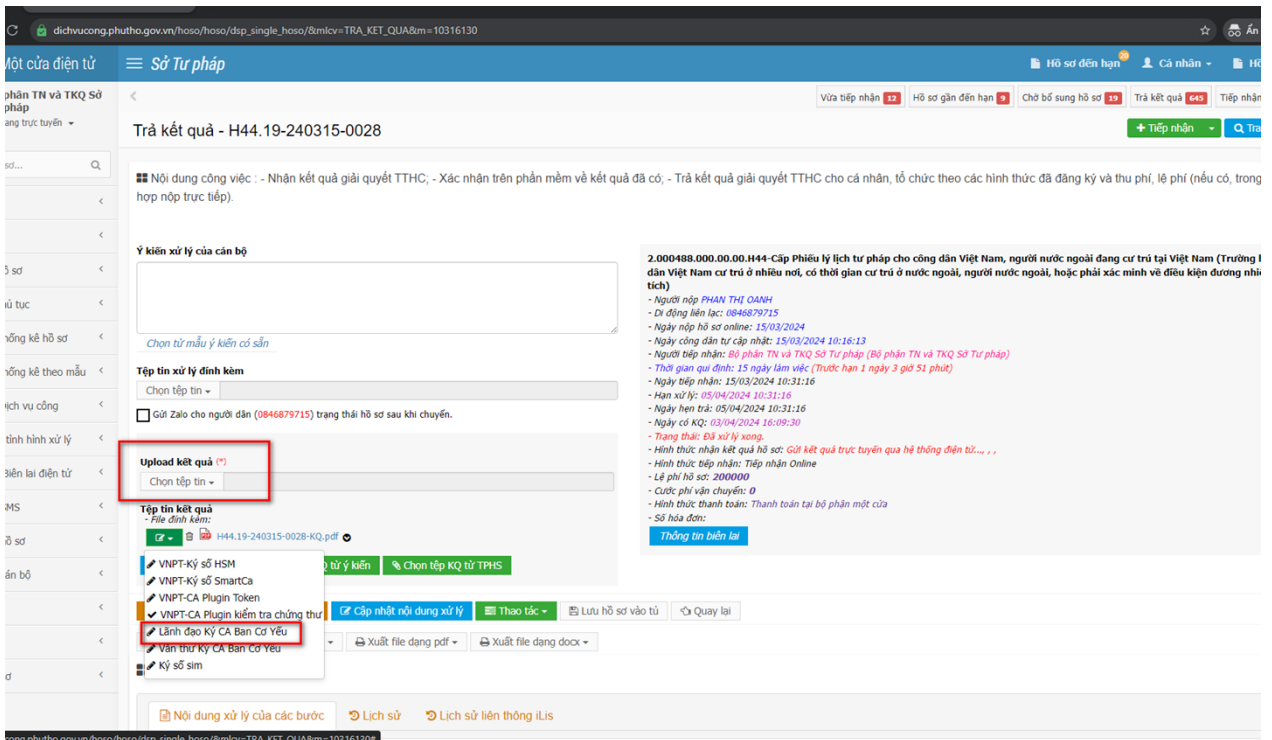 dichvucong.phutho.gov.vn/hoso/hoso/dsp_single_hoso/&mlcv=TRA_KET_QUA&m=10316130
Ẩn
Một cửa điện tử
Sở Tư pháp
Hồ sơ đến hạn
Cá nhân
phận TN và TKQ Sở
pháp
ang trực tuyến
Vừa tiếp nhận 12
Hồ sơ gần đến hạn 9
Chờ bổ sung hồ sơ 19
Trả kết quả 645
Tiếp nhận
Trả kết quả - H44.19-240315-0028
Tiếp nhận
Tra
sơ...
Nội dung công việc : - Nhận kết quả giải quyết TTHC; - Xác nhận trên phần mềm về kết quả đã có; - Trả kết quả giải quyết TTHC cho cá nhân, tổ chức theo các hình thức đã đăng ký và thu phí, lệ phí (nếu có, trong
hợp nộp trực tiếp).
ồ sơ
hủ tục
hống kê hồ sơ
hống kê theo mẫu
ịch vụ công
tình hình xử lý
Biên lai điện tử
SMS
ồ sơ
án bộ
Ý kiến xử lý của cán bộ
Chọn từ mẫu ý kiến có sẵn
Tệp tin xử lý đính kèm
Chọn tệp tin
Gửi Zalo cho người dân (0846879715) trạng thái hồ sơ sau khi chuyển.
Upload kết quả (*)
Chọn tệp tin
Tệp tin kết quả
- File đính kèm:
H44.19-240315-0028-KQ.pdf
VNPT-Ký số HSM
VNPT-Ký số SmartCa
VNPT-CA Plugin Token
VNPT-CA Plugin kiểm tra chứng thư
Lãnh đạo Ký CA Ban Cơ Yếu
Văn thư Ký CA Ban Cơ Yếu
Ký số sim
từ ý kiến
Chọn tệp KQ từ TPHS
Cập nhật nội dung xử lý
Thao tác
Lưu hồ sơ vào tủ
Quay lại
Xuất file dạng pdf
Xuất file dạng docx
2.000488.000.00.00.H44-Cấp Phiếu lý lịch tư pháp cho công dân Việt Nam, người nước ngoài đang cư trú tại Việt Nam (Trường
dân Việt Nam cư trú ở nhiều nơi, có thời gian cư trú ở nước ngoài, người nước ngoài, hoặc phải xác minh về điều kiện đương
tích)
- Người nộp PHAN THỊ OANH
- Di động liên lạc: 0846879715
- Ngày nộp hồ sơ online: 15/03/2024
- Ngày công dân tự cập nhật: 15/03/2024 10:16:13
- Người tiếp nhận: Bộ phận TN và TKQ Sở Tư pháp (Bộ phận TN và TKQ Sở Tư pháp)
- Thời gian qui định: 15 ngày làm việc (Trước hạn 1 ngày 3 giờ 51 phút)
- Ngày tiếp nhận: 15/03/2024 10:31:16
- Hạn xử lý: 05/04/2024 10:31:16
- Ngày hẹn trả: 05/04/2024 10:31:16
- Ngày có KQ: 03/04/2024 16:09:30
- Trạng thái: Đã xử lý xong.
- Hình thức nhận kết quả hồ sơ: Gửi kết quả trực tuyến qua hệ thống điện tử..., , ,
- Hình thức tiếp nhận: Tiếp nhận Online
- Lệ phí hồ sơ: 200000
- Cước phí vận chuyển: 0
- Hình thức thanh toán: Thanh toán tại bộ phận một cửa
- Số hóa đơn:
Thông tin biên lai
Nội dung xử lý của các bước
Lịch sử
Lịch sử liên thông iLis